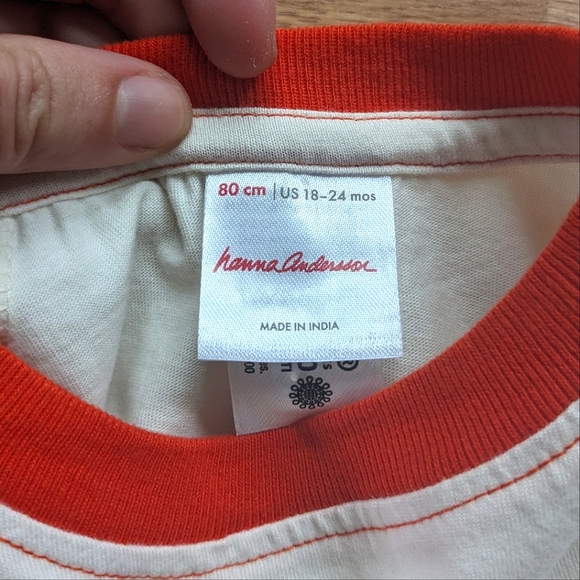 80 cm | US 18-24 mos
hanna andersson
MADE IN INDIA